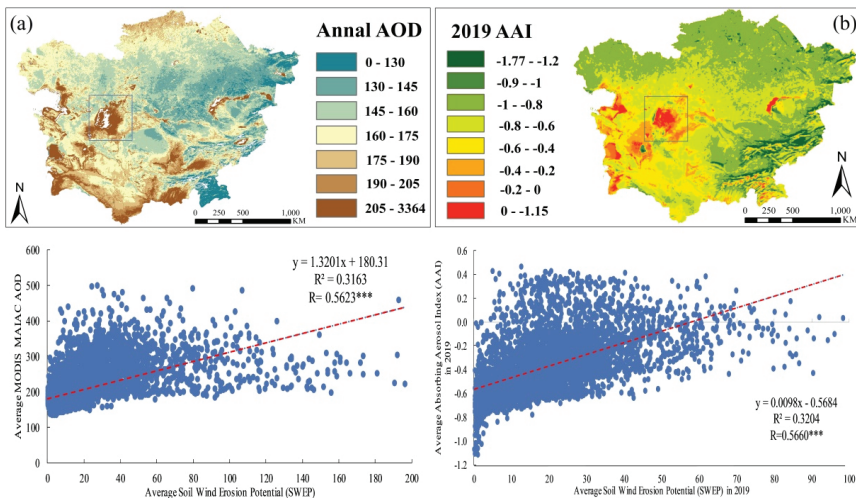 (a)
Annal AOD
0 - 130
130 - 145
145 - 160
160 - 175
175 - 190
190 - 205
205 - 3364
N
0 250 500 1,000
KM
2019 AAI
(b)
-1.77 - -1.2
-0.9 - -1
-1 - -0.8
-0.8 - -0.6
-0.6 - -0.4
-0.4 - -0.2
-0.2 - 0
0 - -1.15
N
0 250 500 1,000
KM
600
500
400
300
200
100
0
0 20 40 60 80 100 120 140 160 180 200
Average MODIS MAIAC AOD
Average Soil Wind Erosion Potential (SWEP)
y = 1.3201x + 180.31
R² = 0.3163
R= 0.5623***
0.6
0.4
0.2
0.0
-0.2
-0.4
-0.6
-0.8
-1.0
-1.2
0 10 20 30 40 50 60 70 80 90 100
Average Absorbing Aerosol Index (AAI)
in 2019
Average Soil Wind Erosion Potential (SWEP) in 2019
y = 0.0098x - 0.5684
R² = 0.3204
R=0.5660***